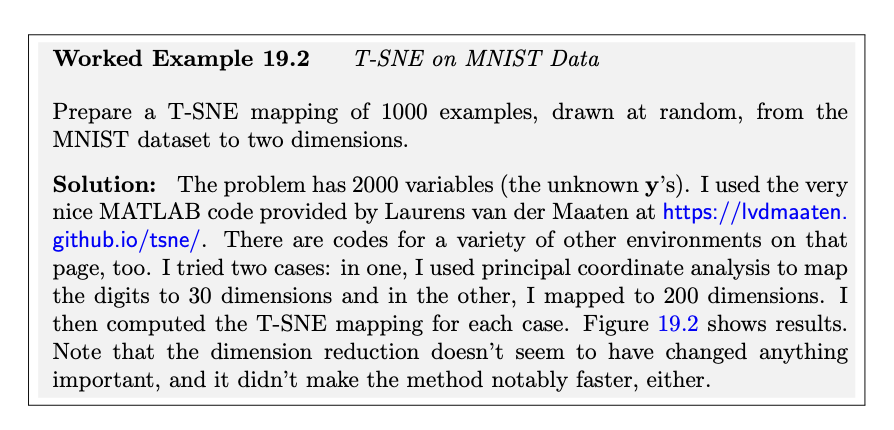 Worked Example 19.2 T-SNE on MNIST Data
Prepare a T-SNE mapping of 1000 examples, drawn at random, from the
MNIST dataset to two dimensions.
Solution: The problem has 2000 variables (the unknown y's). I used the very
nice MATLAB code provided by Laurens van der Maaten at https://lvdmaaten.
github.io/tsne/. There are codes for a variety of other environments on that
page, too. I tried two cases: in one, I used principal coordinate analysis to map
the digits to 30 dimensions and in the other, I mapped to 200 dimensions. I
then computed the T-SNE mapping for each case. Figure 19.2 shows results.
Note that the dimension reduction doesn't seem to have changed anything
important, and it didn't make the method notably faster, either.